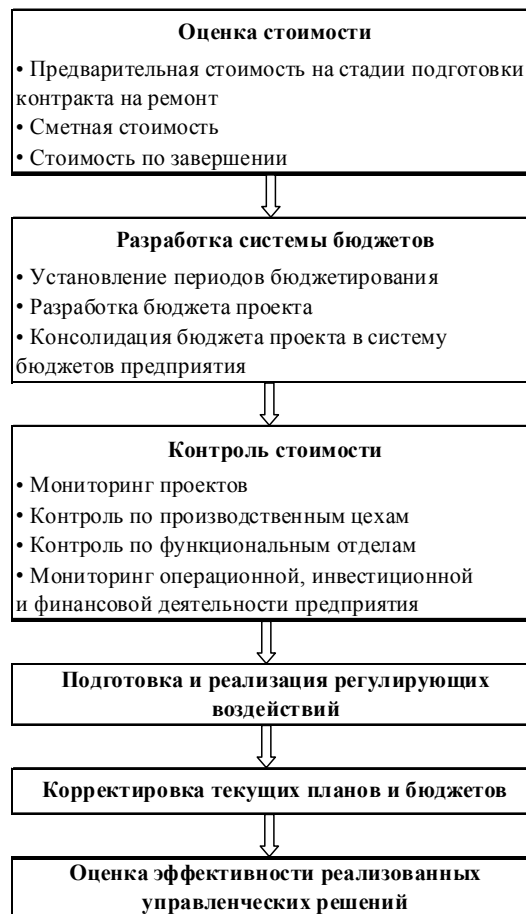 Оценка стоимости
• Предварительная стоимость на стадии подготовки
контракта на ремонт
• Сметная стоимость
• Стоимость по завершении
Разработка системы бюджетов
• Установление периодов бюджетирования
• Разработка бюджета проекта
• Консолидация бюджета проекта в систему
бюджетов предприятия
Контроль стоимости
• Мониторинг проектов
• Контроль по производственным цехам
• Контроль по функциональным отделам
• Мониторинг операционной, инвестиционной
и финансовой деятельности предприятия
Подготовка и реализация регулирующих
воздействий
Корректировка текущих планов и бюджетов
Оценка эффективности реализованных
управленческих решений